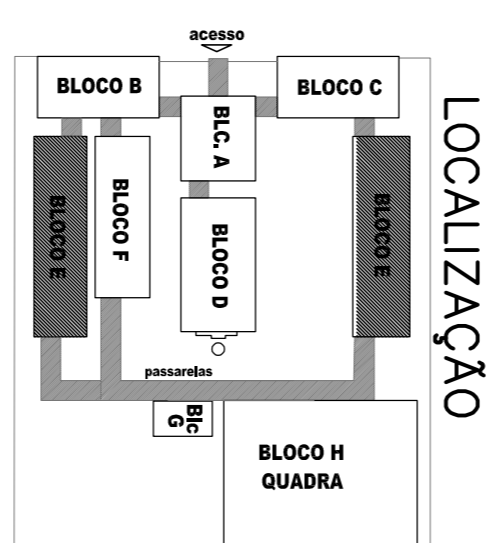 acesso
BLOCO B
BLC. A
BLOCO C
BLOCO E
BLOCO F
BLOCO D
BLOCO E
LOCALIZAÇÃO
passarelas
Blc
G
BLOCO H
QUADRA